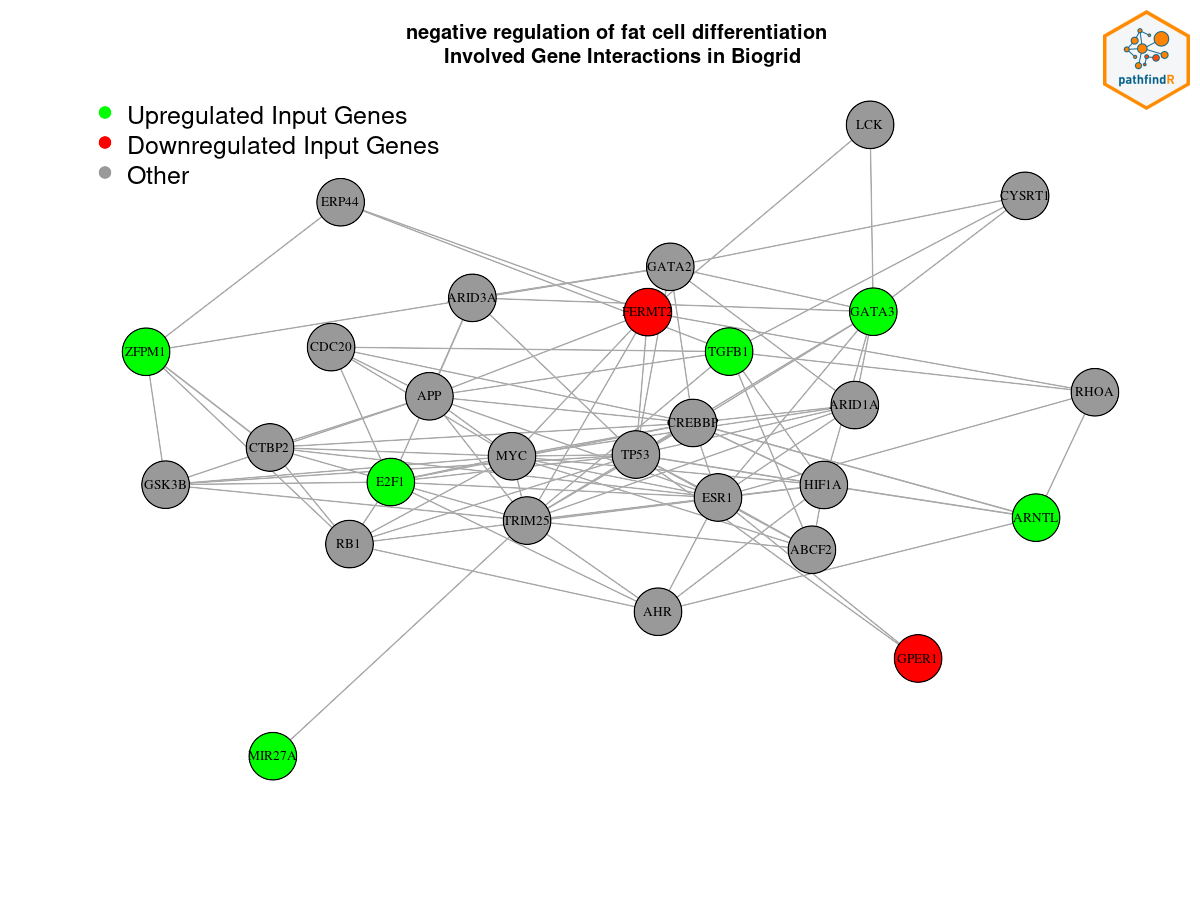 negative regulation of fat cell differentiation
Involved Gene Interactions in Biogrid
pathfindR
Upregulated Input Genes
Downregulated Input Genes
Other
LCK
ERP44
CYSRT1
GATA2
ARID3A
FERMT2
GATA3
ZFPM1
CDC20
TGFB1
APP
RHOA
ARID1A
CREBBP
CTBP2
MYC
TP53
GSK3B
E2F1
ESR1
HIF1A
TRIM25
ARNTL
RB1
ABCF2
AHR
GPER1
MIR27A